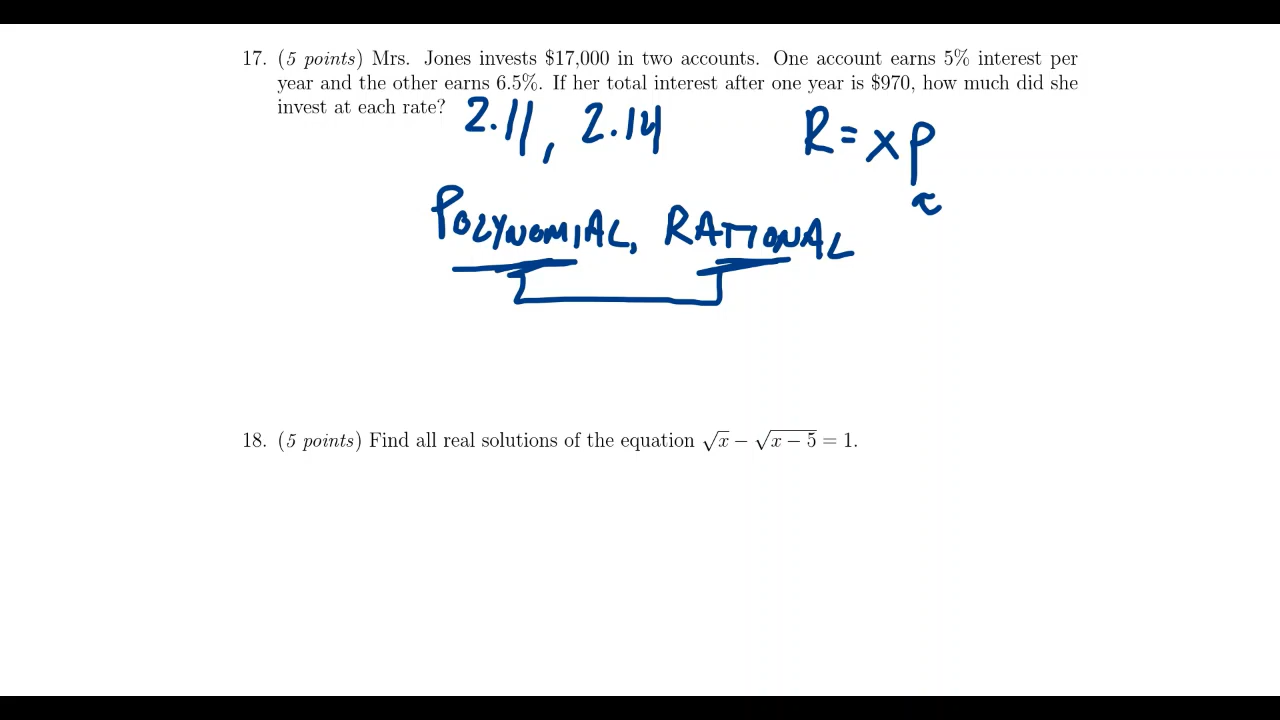 17. (5 points) Mrs. Jones invests $17,000 in two accounts. One account earns 5% interest per
year and the other earns 6.5%. If her total interest after one year is $970, how much did she
invest at each rate?
2.11, 2.14
R = xp
POLYNOMIAL, RATIONAL
18. (5 points) Find all real solutions of the equation √x − √(x − 5) = 1.